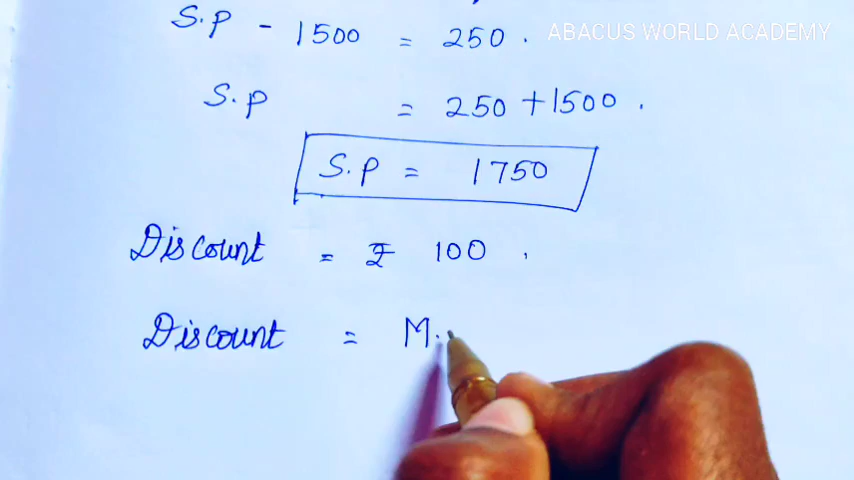 S.p - 1500 = 250. ABACUS WORLD ACADEMY
S.p = 250 + 1500.
S.p = 1750
Discount = ₹ 100.
Discount = M.